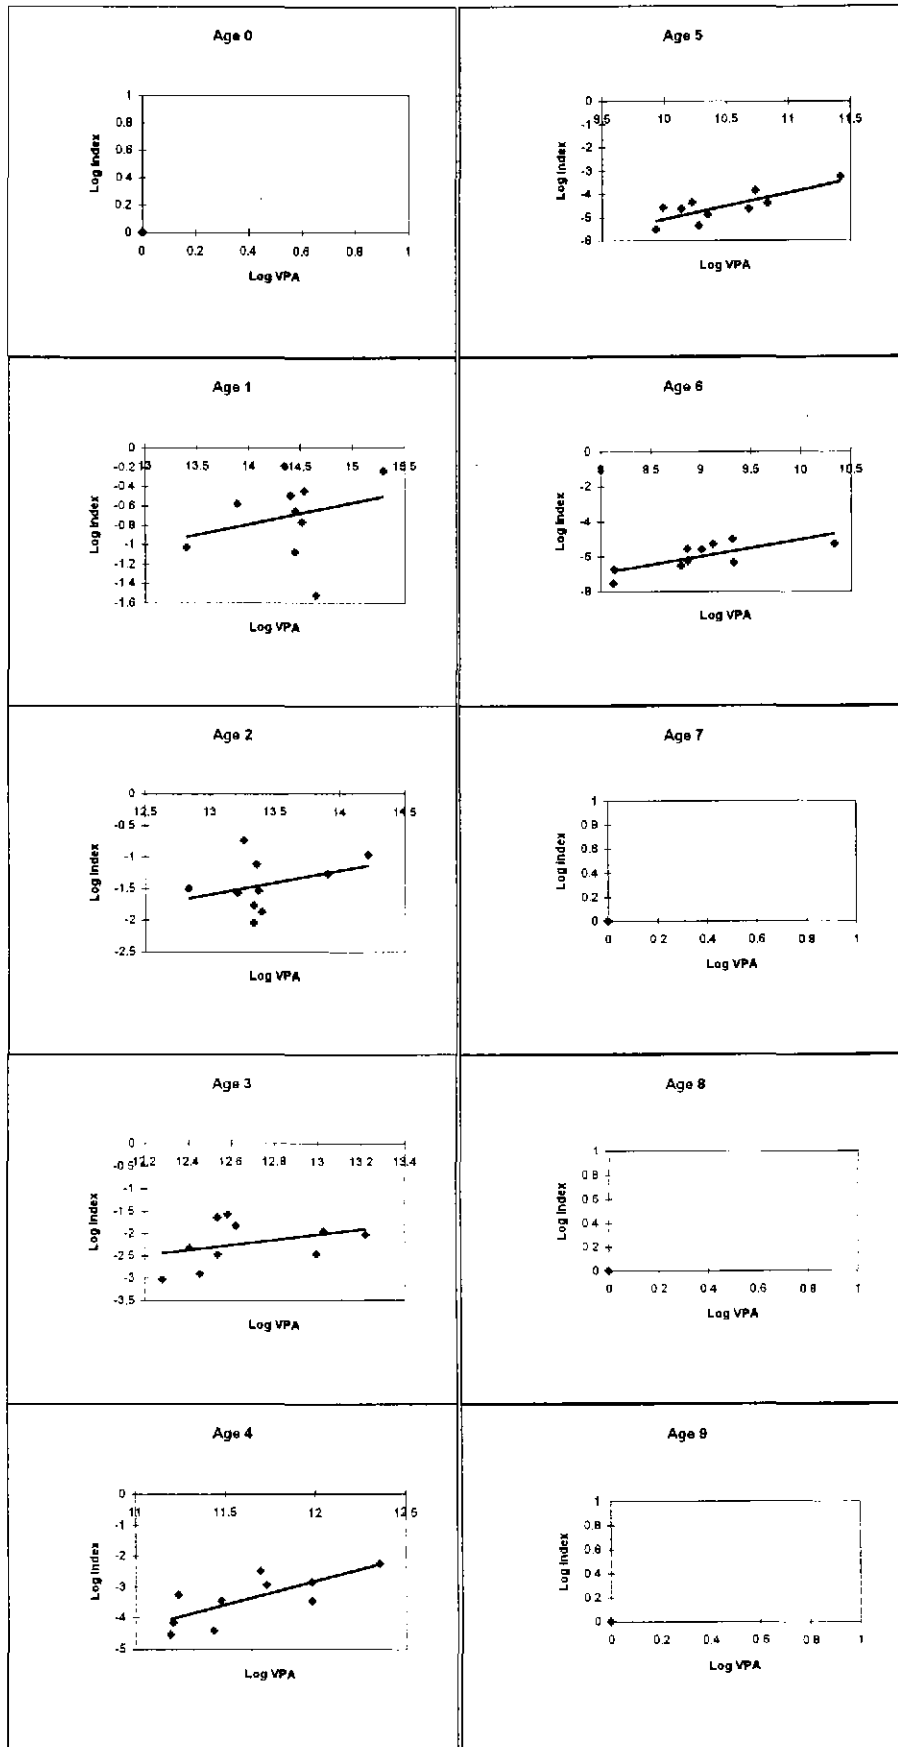 Age 0
1
0.8
0.6
0.4
0.2
0
0 0.2 0.4 0.6 0.8 1
Log Index
Log VPA
Age 1
0
-0.2
-0.4
-0.6
-0.8
-1
-1.2
-1.4
-1.6
13 13.5 14 14.5 15 15.5
Log Index
Log VPA
Age 2
0
-0.5
-1
-1.5
-2
-2.5
12.5 13 13.5 14 14.5
Log Index
Log VPA
Age 3
0
-0.5
-1
-1.5
-2
-2.5
-3
-3.5
12.2 12.4 12.6 12.8 13 13.2 13.4
Log Index
Log VPA
Age 4
0
-1
-2
-3
-4
-5
11 11.5 12 12.5
Log Index
Log VPA
Age 5
0
-1
-2
-3
-4
-5
-6
9.5 10 10.5 11 11.5
Log Index
Log VPA
Age 6
0
-2
-4
-6
-8
8 8.5 9 9.5 10 10.5
Log Index
Log VPA
Age 7
1
0.8
0.6
0.4
0.2
0
0 0.2 0.4 0.6 0.8 1
Log Index
Log VPA
Age 8
1
0.8
0.6
0.4
0.2
0
0 0.2 0.4 0.6 0.8 1
Log Index
Log VPA
Age 9
1
0.8
0.6
0.4
0.2
0
0 0.2 0.4 0.6 0.8 1
Log Index
Log VPA